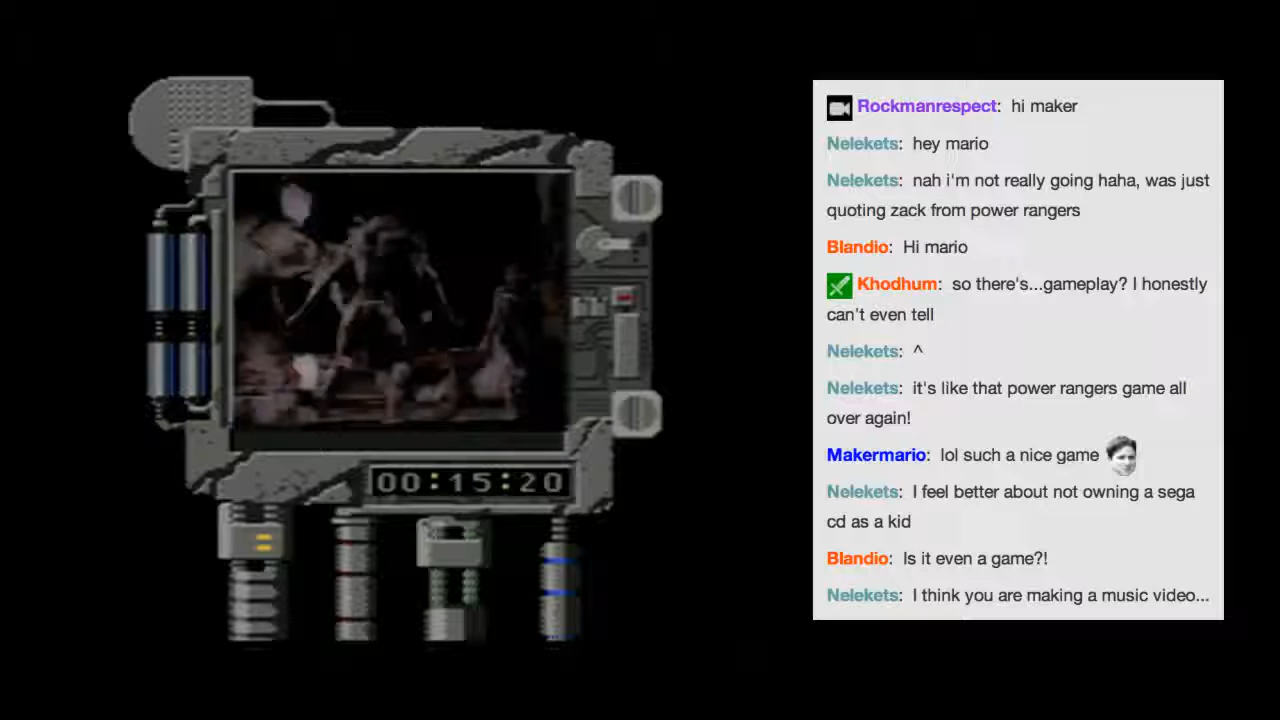 Rockmanrespect: hi maker
Nelekets: hey mario
Nelekets: nah i'm not really going haha, was just
quoting zack from power rangers
Blandio: Hi mario
Khodhum: so there's...gameplay? I honestly
can't even tell
Nelekets: ^
Nelekets: it's like that power rangers game all
over again!
Makermario: lol such a nice game
Nelekets: I feel better about not owning a sega
cd as a kid
Blandio: Is it even a game?!
Nelekets: I think you are making a music video...
00:15:20